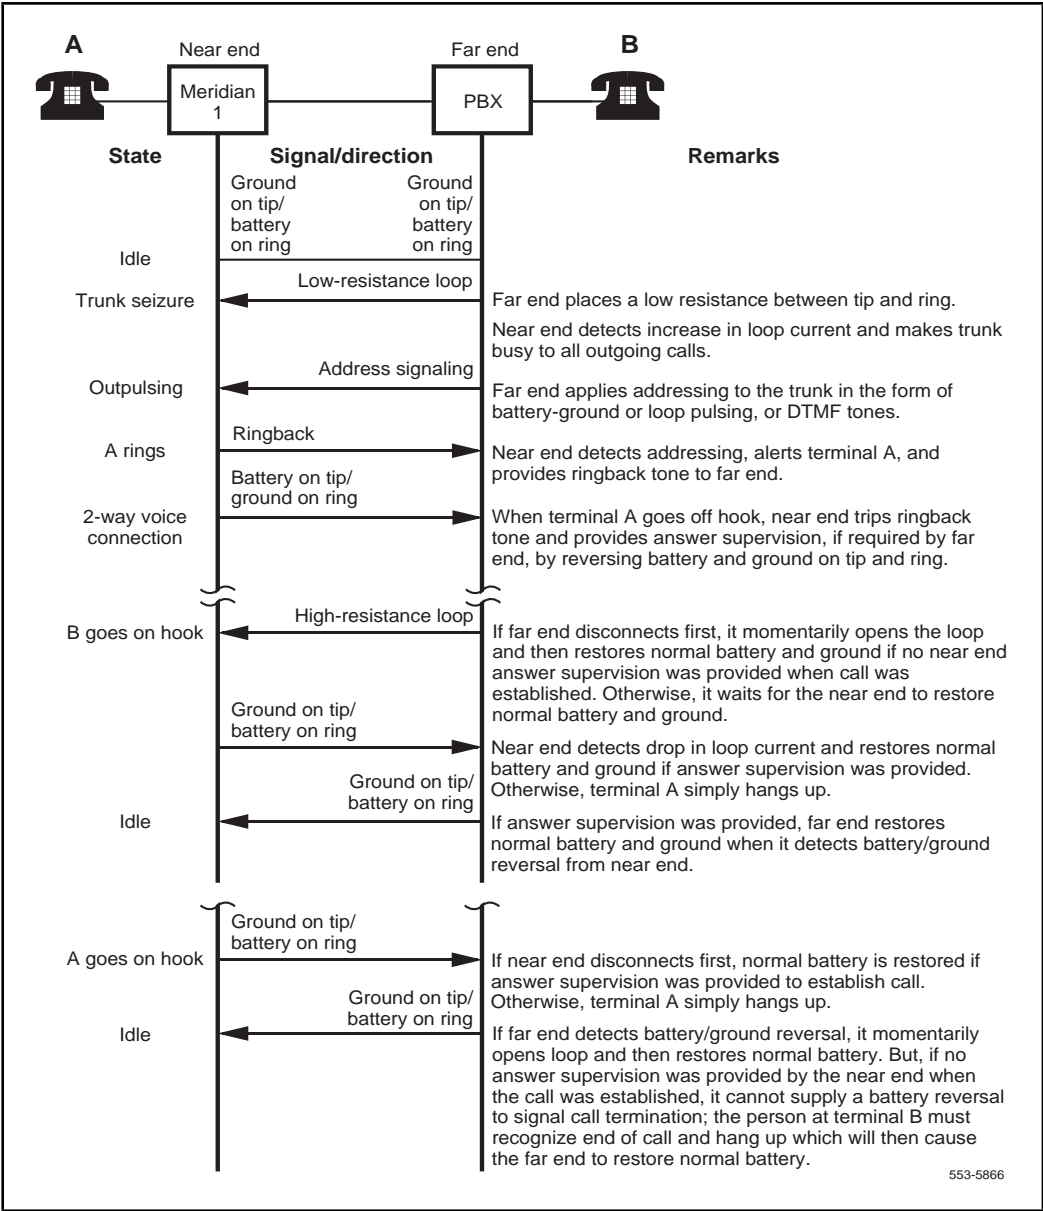 A
Near end
Far end
B
Meridian
1
PBX
State
Signal/direction
Remarks
Ground
on tip/
battery
on ring
Ground
on tip/
battery
on ring
Idle
Low-resistance loop
Trunk seizure
Far end places a low resistance between tip and ring.
Near end detects increase in loop current and makes trunk
busy to all outgoing calls.
Address signaling
Outpulsing
Far end applies addressing to the trunk in the form of
battery-ground or loop pulsing, or DTMF tones.
Ringback
A rings
Near end detects addressing, alerts terminal A, and
provides ringback tone to far end.
Battery on tip/
ground on ring
2-way voice
connection
When terminal A goes off hook, near end trips ringback
tone and provides answer supervision, if required by far
end, by reversing battery and ground on tip and ring.
High-resistance loop
B goes on hook
If far end disconnects first, it momentarily opens the loop
and then restores normal battery and ground if no near end
answer supervision was provided when call was
established. Otherwise, it waits for the near end to restore
normal battery and ground.
Ground on tip/
battery on ring
Near end detects drop in loop current and restores normal
battery and ground if answer supervision was provided.
Otherwise, terminal A simply hangs up.
Ground on tip/
battery on ring
Idle
If answer supervision was provided, far end restores
normal battery and ground when it detects battery/ground
reversal from near end.
Ground on tip/
battery on ring
A goes on hook
If near end disconnects first, normal battery is restored if
answer supervision was provided to establish call.
Otherwise, terminal A simply hangs up.
Ground on tip/
battery on ring
Idle
If far end detects battery/ground reversal, it momentarily
opens loop and then restores normal battery. But, if no
answer supervision was provided by the near end when
the call was established, it cannot supply a battery reversal
to signal call termination; the person at terminal B must
recognize end of call and hang up which will then cause
the far end to restore normal battery.
553-5866